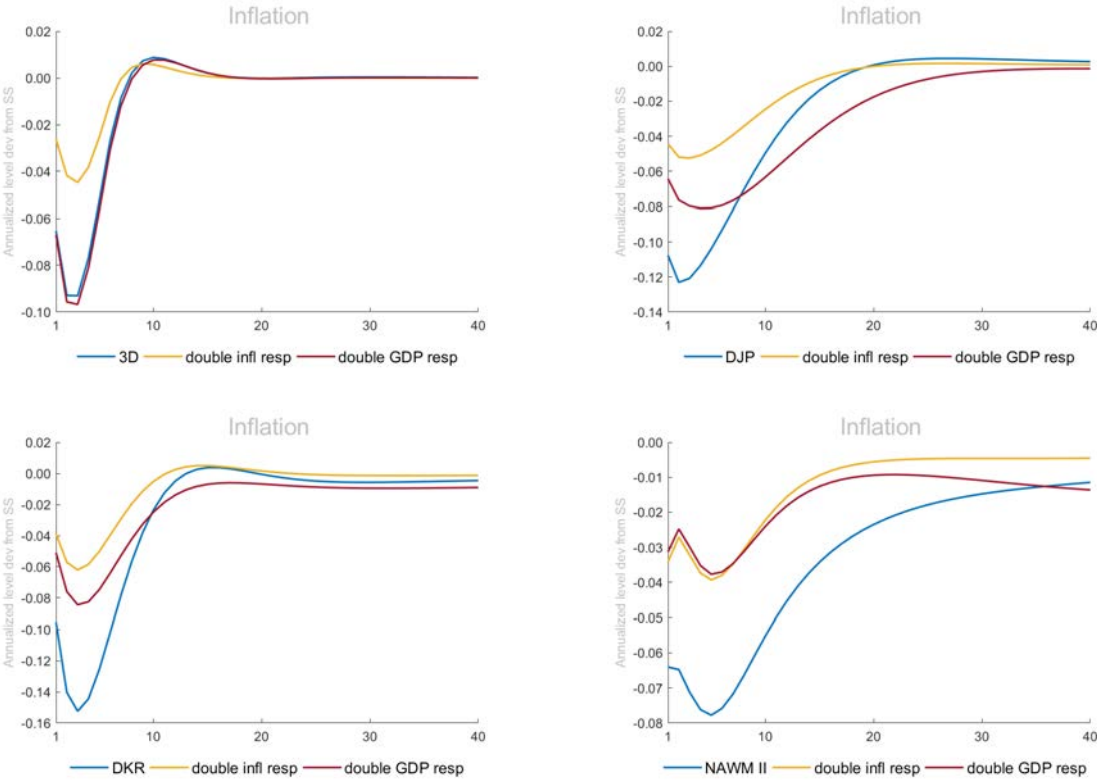 Inflation
Annualized level dev from SS
0.02
0.00
-0.02
-0.04
-0.06
-0.08
-0.10
1 10 20 30 40
3D double infl resp double GDP resp
Inflation
Annualized level dev from SS
0.02
0.00
-0.02
-0.04
-0.06
-0.08
-0.10
-0.12
-0.14
1 10 20 30 40
DJP double infl resp double GDP resp
Inflation
Annualized level dev from SS
0.02
0.00
-0.02
-0.04
-0.06
-0.08
-0.10
-0.12
-0.14
-0.16
1 10 20 30 40
DKR double infl resp double GDP resp
Inflation
Annualized level dev from SS
0.00
-0.01
-0.02
-0.03
-0.04
-0.05
-0.06
-0.07
-0.08
1 10 20 30 40
NAWM II double infl resp double GDP resp